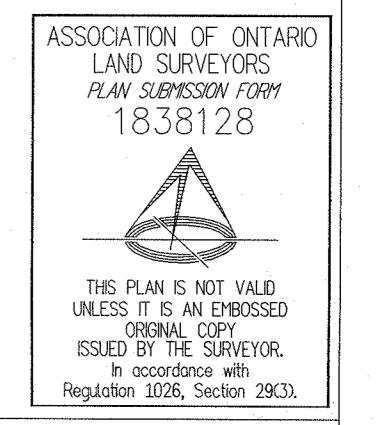 ASSOCIATION OF ONTARIO
LAND SURVEYORS
PLAN SUBMISSION FORM
1838128
THIS PLAN IS NOT VALID
UNLESS IT IS AN EMBOSSED
ORIGINAL COPY
ISSUED BY THE SURVEYOR.
In accordance with
Regulation 1026, Section 29(3).